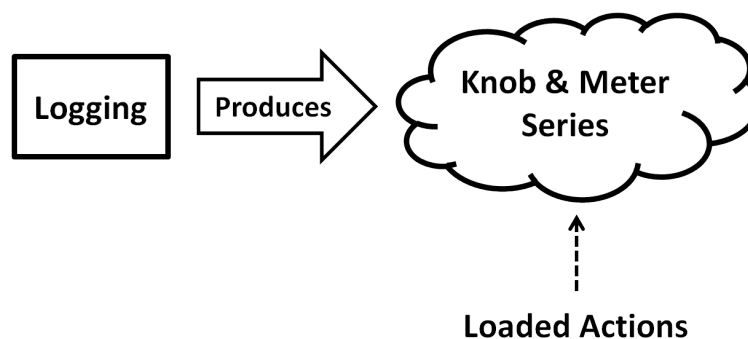 Logging
Produces
Knob & Meter
Series
Loaded Actions